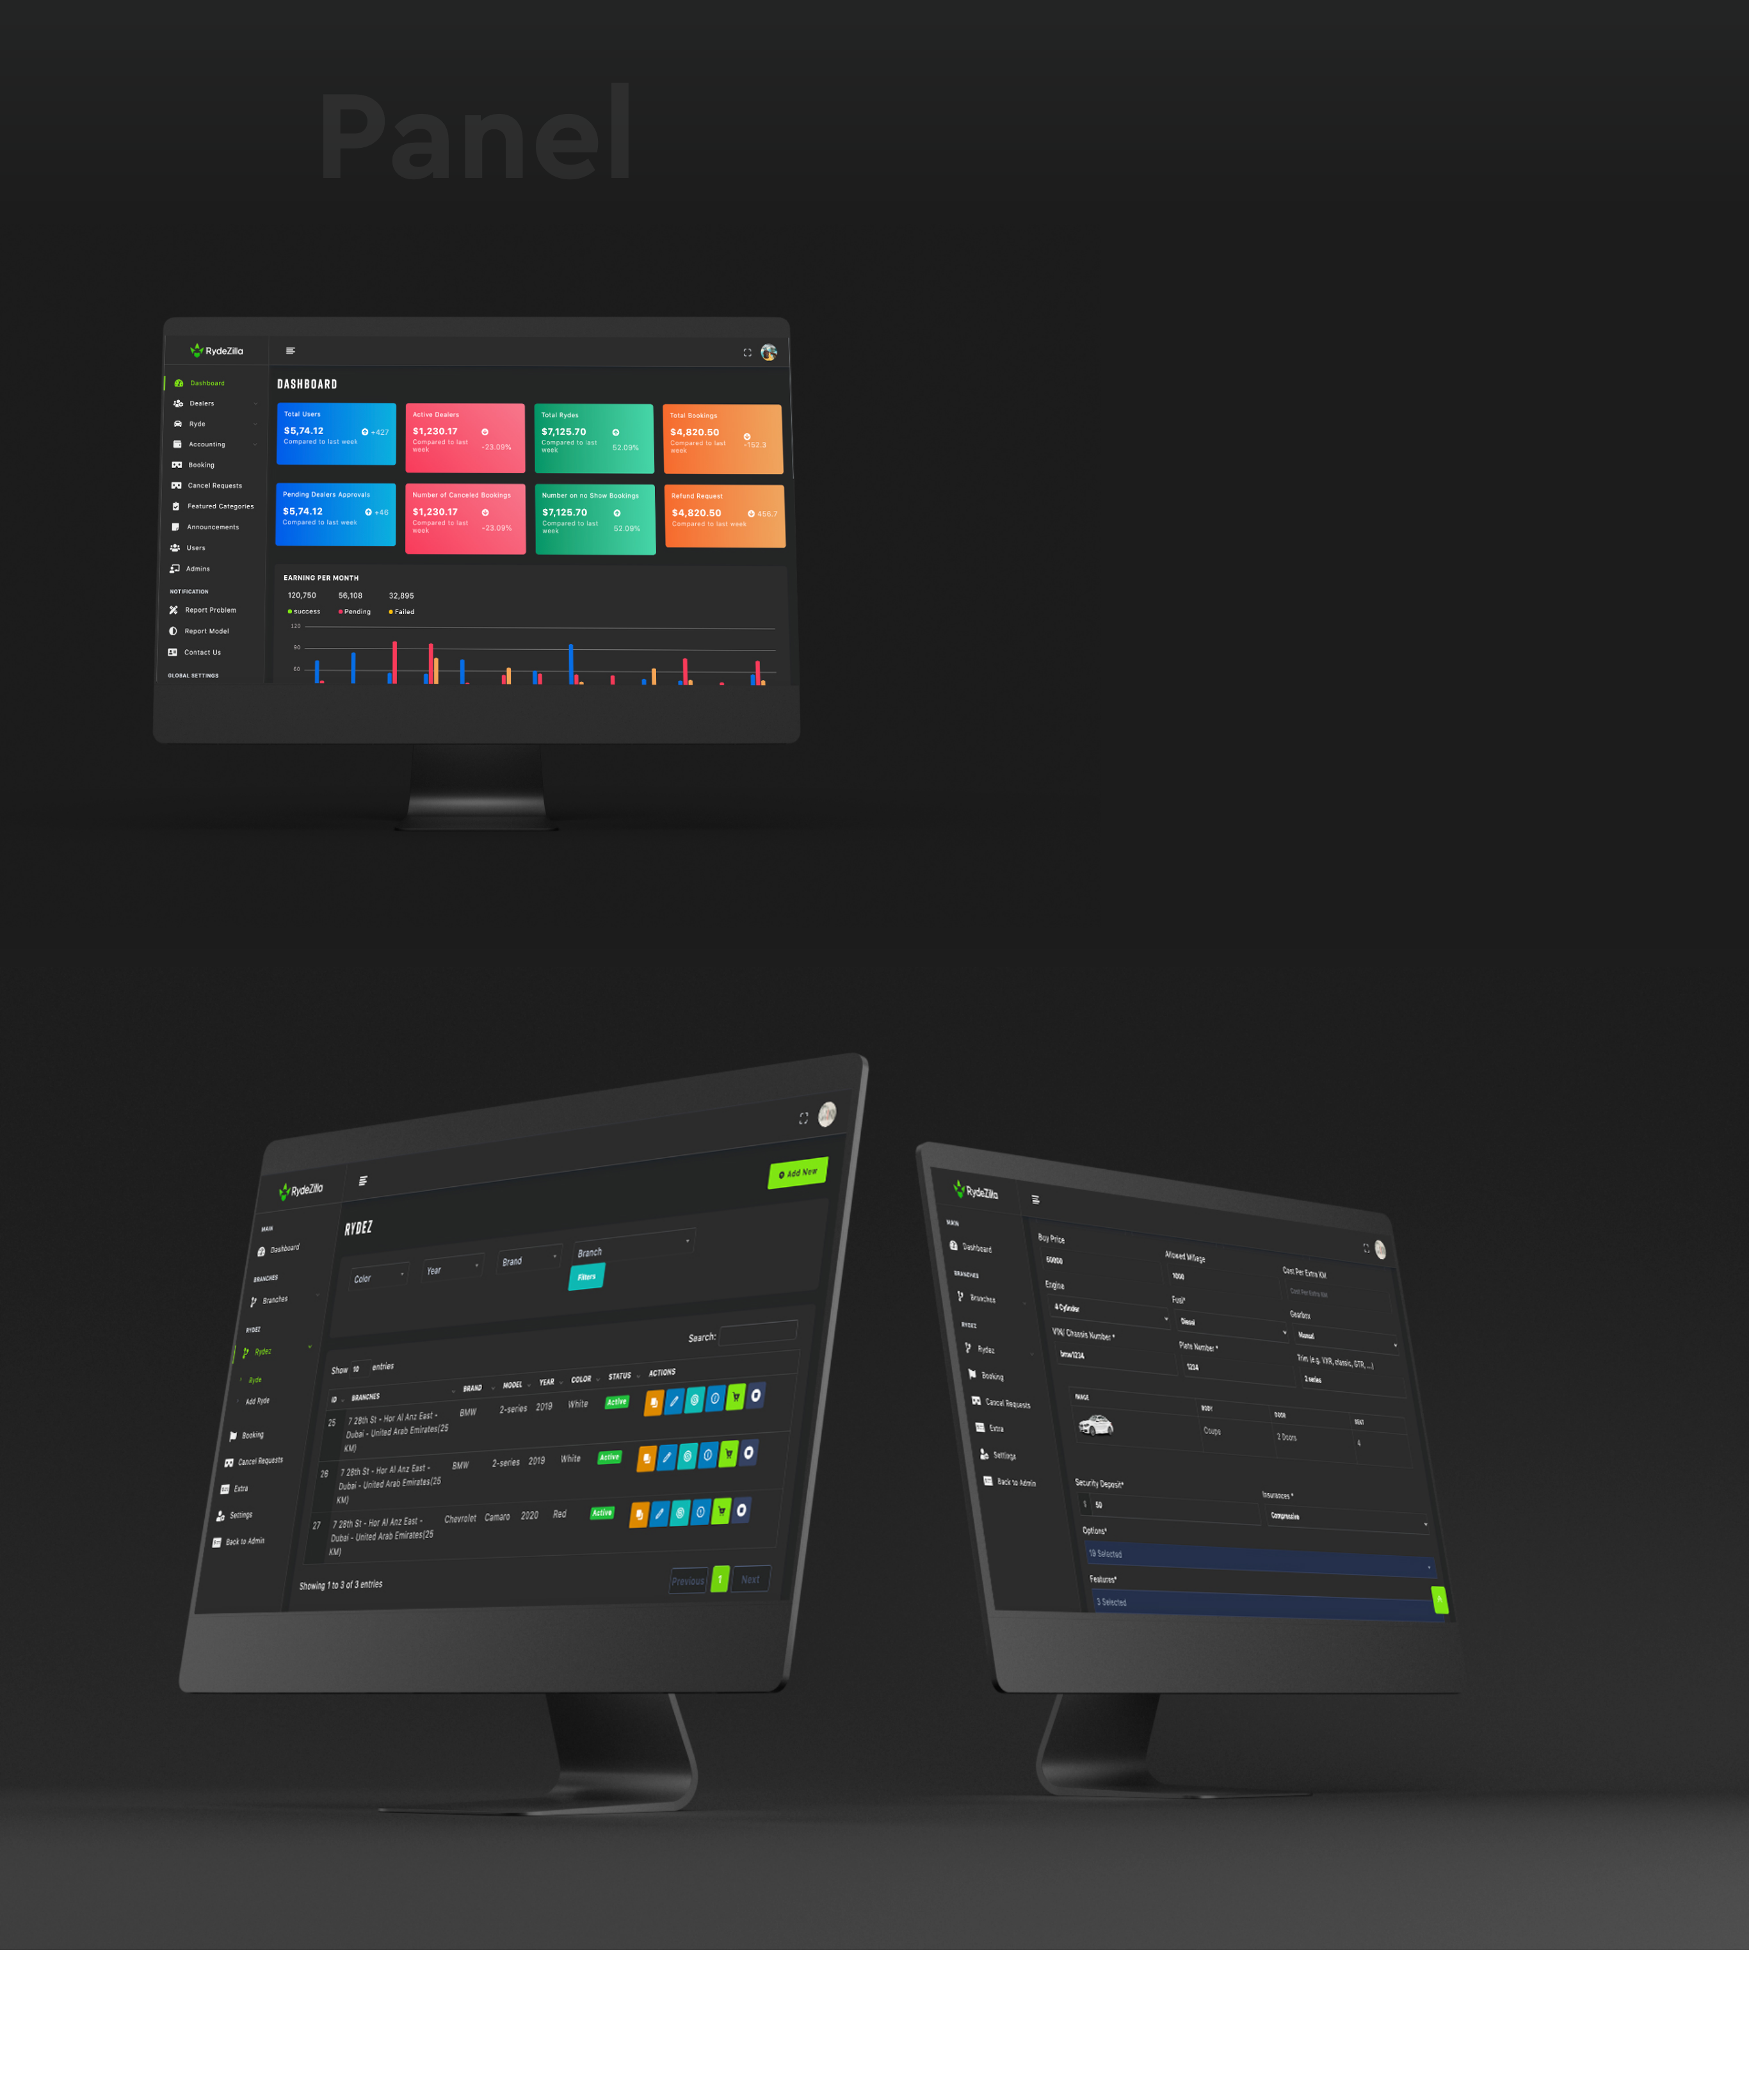 Panel
RydeZilla
Dashboard
Dealers
Ryde
Accounting
Booking
Cancel Requests
Featured Categories
Announcements
Users
Admins
NOTIFICATION
Report Problem
Report Model
Contact Us
GLOBAL SETTINGS
DASHBOARD
Total Users
$5,74.12 +427
Compared to last week
Active Dealers
$1,230.17
Compared to last
week
-23.09%
Total Rydes
$7,125.70
Compared to last
week
52.09%
Total Bookings
$4,820.50
Compared to last
week
-152.3
Pending Dealers Approvals
$5,74.12 +46
Compared to last week
Number of Canceled Bookings
$1,230.17
Compared to last
week
-23.09%
Number on no Show Bookings
$7,125.70
Compared to last
week
52.09%
Refund Request
$4,820.50 456.7
Compared to last week
EARNING PER MONTH
120,750 56,108 32,895
success Pending Failed
120
90
60
RydeZilla
MAIN
Dashboard
BRANCHES
Branches
RYDEZ
Rydez
Ryde
Add Ryde
Booking
Cancel Requests
Extra
Settings
Back to Admin
Add New
RYDEZ
Color Year Brand Branch
Filters
Search:
Show 10 entries
ID BRANCHES BRAND MODEL YEAR COLOR STATUS ACTIONS
25 7 28th St - Hor Al Anz East - BMW 2-series 2019 White Active
Dubai - United Arab Emirates(25
KM)
26 7 28th St - Hor Al Anz East - BMW 2-series 2019 White Active
Dubai - United Arab Emirates(25
KM)
27 7 28th St - Hor Al Anz East - Chevrolet Camaro 2020 Red Active
Dubai - United Arab Emirates(25
KM)
Showing 1 to 3 of 3 entries
Previous 1 Next
RydeZilla
MAIN
Dashboard
BRANCHES
Branches
RYDEZ
Rydez
Booking
Cancel Requests
Extra
Settings
Back to Admin
Buy Price Allowed Milage Cost Per Extra KM
60000 1000 Cost Per Extra KM
Engine Fuel* Gearbox
4 Cylinder Diesel Manual
VIN/ Chassis Number * Plate Number * Trim (e.g. VXR, classic, GTR, ...)
bmw1234 1234 2 series
IMAGE BODY DOOR SEAT
Coupe 2 Doors 4
Security Deposit* Insurances *
$ 50
Options*
19 Selected
Features*
3 Selected